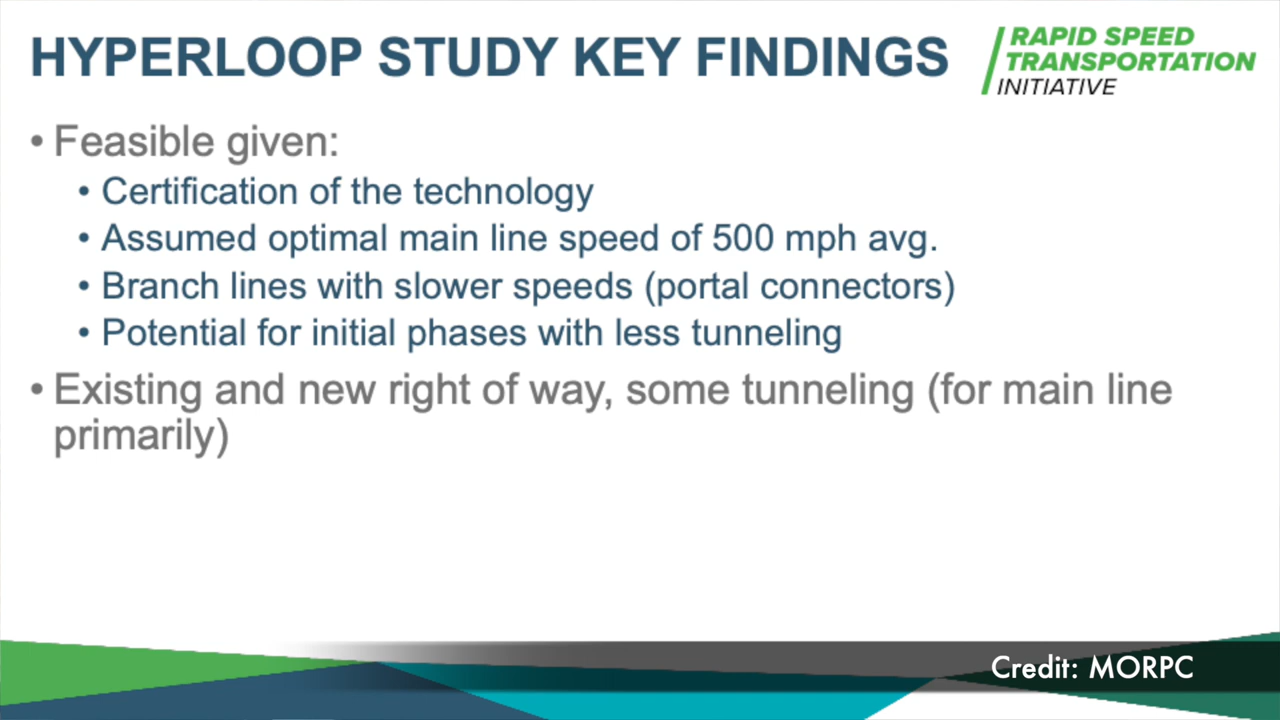 HYPERLOOP STUDY KEY FINDINGS
RAPID SPEED
TRANSPORTATION
INITIATIVE
• Feasible given:
• Certification of the technology
• Assumed optimal main line speed of 500 mph avg.
• Branch lines with slower speeds (portal connectors)
• Potential for initial phases with less tunneling
• Existing and new right of way, some tunneling (for main line
primarily)
Credit: MORPC